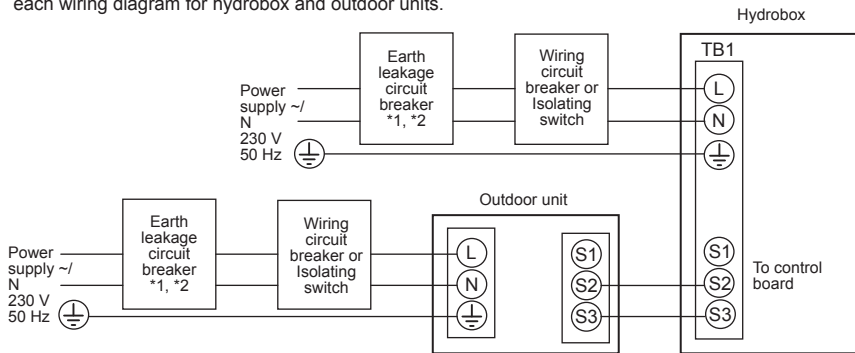 each wiring diagram for hydrobox and outdoor units.
Hydrobox
TB1
Earth
leakage
circuit
breaker
*1, *2
Wiring
circuit
breaker or
Isolating
switch
Power
supply ~/
N
230 V
50 Hz
L
N
Outdoor unit
Earth
leakage
circuit
breaker
*1, *2
Wiring
circuit
breaker or
Isolating
switch
Power
supply ~/
N
230 V
50 Hz
L
N
S1
S2
S3
S1
S2
S3
To control
board